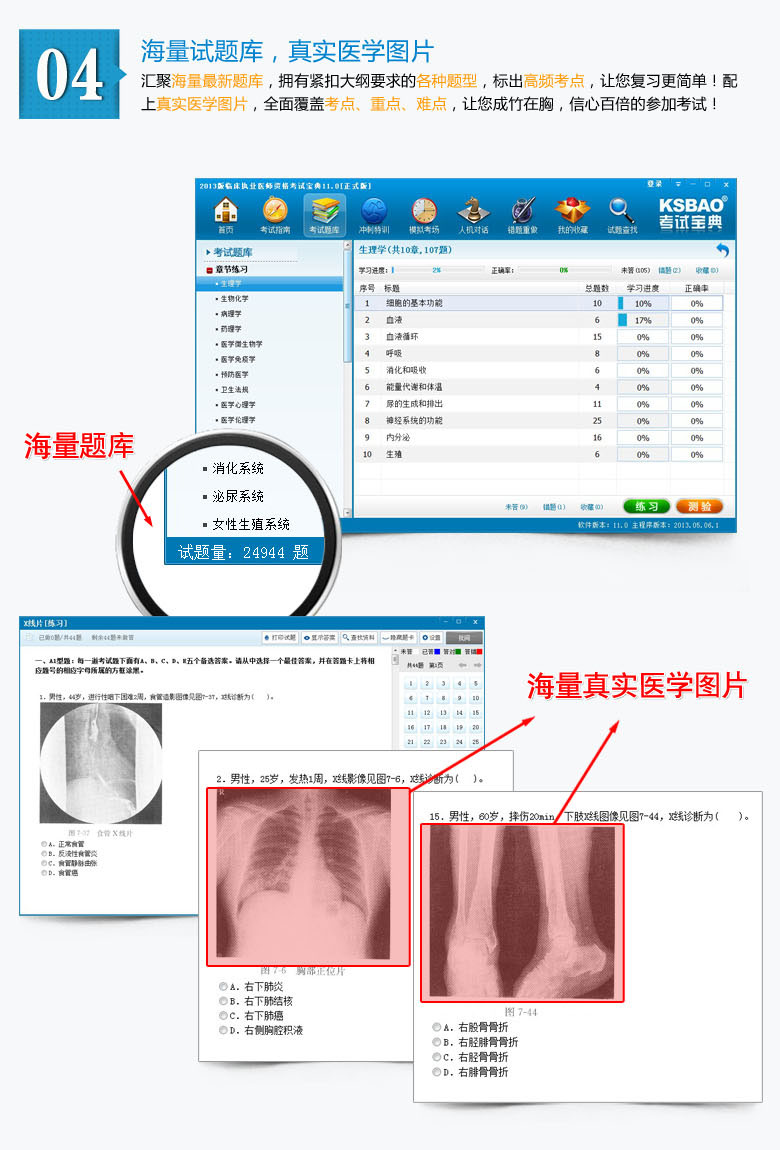 04
海量试题库，真实医学图片
汇聚海量最新题库，拥有紧扣大纲要求的各种题型，标出高频考点，让您复习更简单！配
上真实医学图片，全面覆盖考点、重点、难点，让您成竹在胸，信心百倍的参加考试！
2013版临床执业医师资格考试宝典11.0[正式版]
登录
首页 考试指南 考试题库 冲刺特训 模拟考场 人机对话 错题重做 我的收藏 试题查找
KSBAO®
考试宝典
考试题库
章节练习
生理学
生物化学
病理学
药理学
医学微生物学
医学免疫学
预防医学
卫生法规
医学心理学
医学伦理学
生理学(共10章,107题)
学习进度： 2% 正确率： 0% 未答(105) 错题(2) 收藏(0)
序号 标题 总题数 学习进度 正确率
1 细胞的基本功能 10 10% 0%
2 血液 6 17% 0%
3 血液循环 15 0% 0%
4 呼吸 8 0% 0%
5 消化和吸收 6 0% 0%
6 能量代谢和体温 4 0% 0%
7 尿的生成和排出 11 0% 0%
8 神经系统的功能 25 0% 0%
9 内分泌 16 0% 0%
10 生殖 6 0% 0%
未答(9) 错题(1) 收藏(0) 练习 测验
软件版本：11.0 主程序版本：2013.05.06.1
海量题库
消化系统
泌尿系统
女性生殖系统
试题量：24944 题
X线片[练习]
已做0题/共44题 剩余44题未做答
打印试题 显示答案 查找资料 隐藏题卡 设置 我问
未答 已答 答对 答错
共44题 第1页
1 2 3 4 5
6 7 8 9 10
11 12 13 14 15
16 17 18 19 20
21 22 23 24 25
一、A1型题：每一道考试题下面有A、B、C、D、E五个备选答案。请从中选择一个最佳答案，并在答题卡上将相
应题号的相应字母所属的方框涂黑。
1．男性，44岁，进行性咽下困难2周，食管造影图像见图7-37，X线诊断为( )。
图 7-37 食管 X 线片
A．正常食管
B．反流性食管炎
C．食管静脉曲张
D．食管癌
海量真实医学图片
2．男性，25岁，发热1周，X线影像见图7-6，X线诊断为( )。
R
图 7-6 胸部正位片
A．右下肺炎
B．右下肺结核
C．右下肺癌
D．右侧胸腔积液
15．男性，60岁，摔伤20min，下肢X线图像见图7-44，X线诊断为( )。
图 7-44
A．右股骨骨折
B．右胫腓骨骨折
C．右胫骨骨折
D．右腓骨骨折